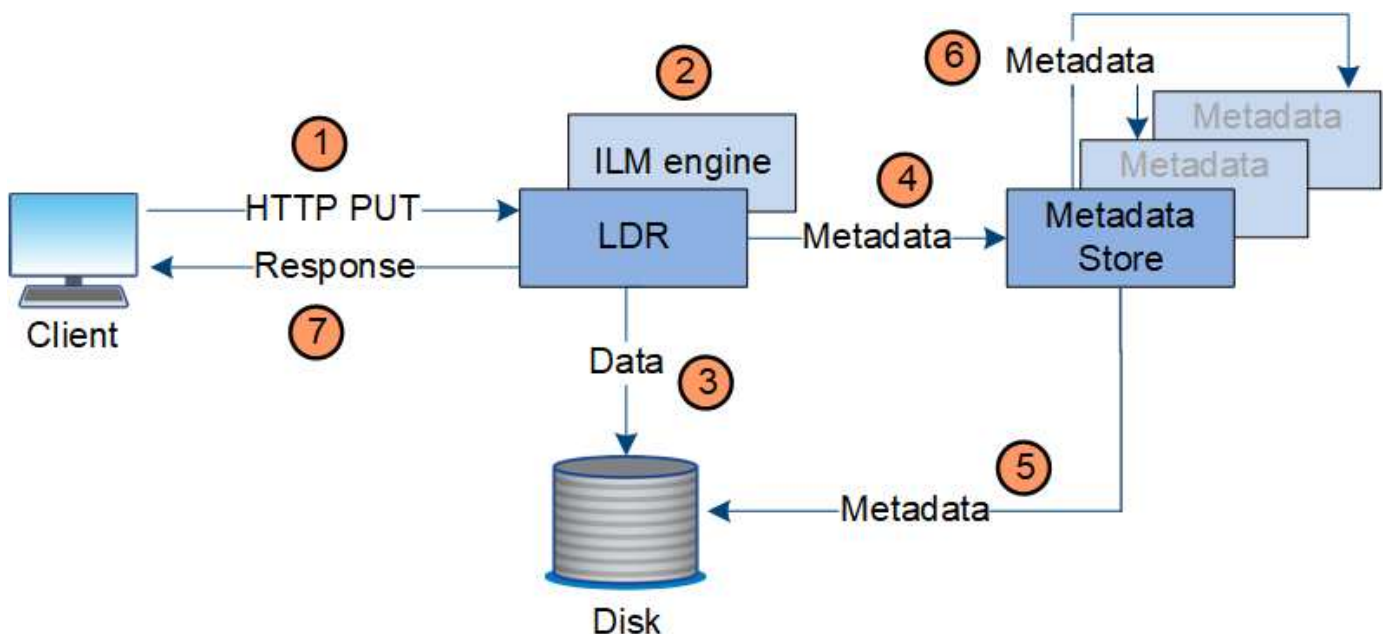 6
Metadata
2
Metadata
1
ILM engine
Metadata
4
HTTP PUT
LDR
Metadata
Metadata
Store
Response
7
Client
Data
3
5
Metadata
Disk